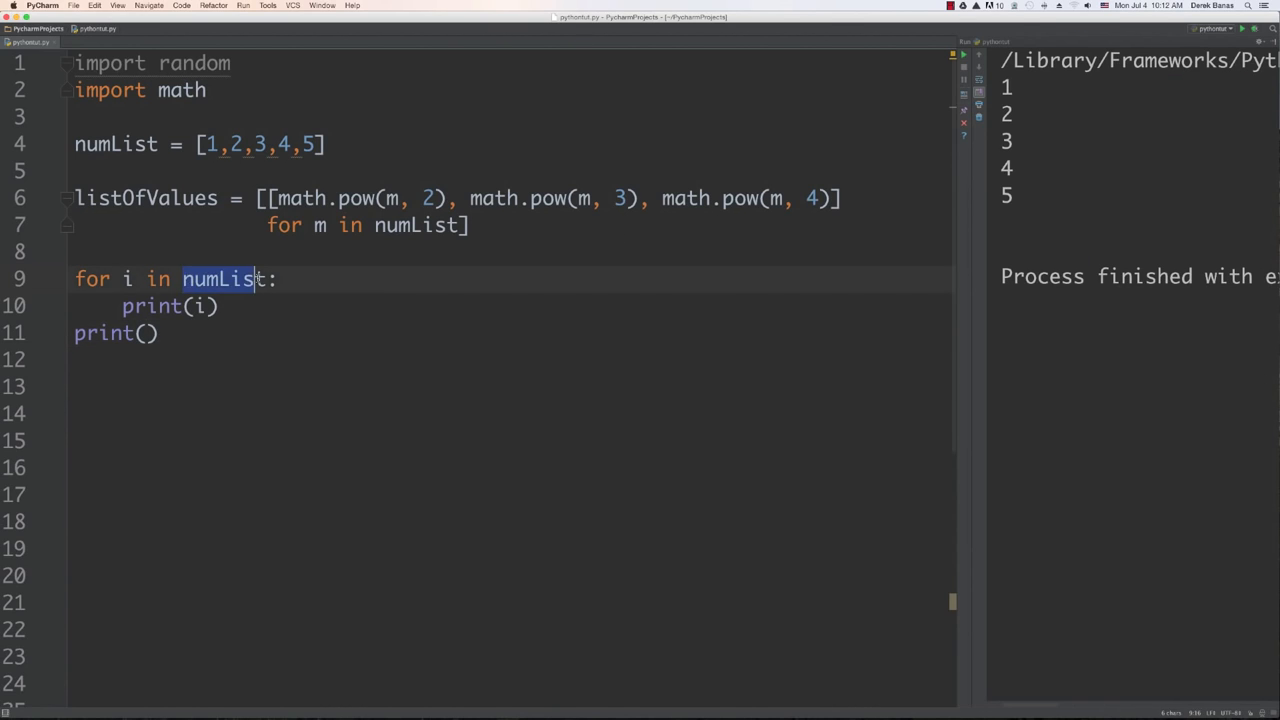 PyCharm File Edit View Navigate Code Refactor Run Tools VCS Window Help 10 Mon Jul 4 10:12 AM Derek Banas
pythontut.py - PycharmProjects - [~/PycharmProjects]
PycharmProjects pythontut.py pythontut
pythontut.py Run pythontut
1 import random
2 import math
3
4 numList = [1,2,3,4,5]
5
6 listOfValues = [[math.pow(m, 2), math.pow(m, 3), math.pow(m, 4)]
7 for m in numList]
8
9 for i in numList:
10 print(i)
11 print()
12
13
14
15
16
17
18
19
20
21
22
23
24
/Library/Frameworks/Pyt
1
2
3
4
5
Process finished with e
6 chars 9:16 LF÷ UTF-8÷